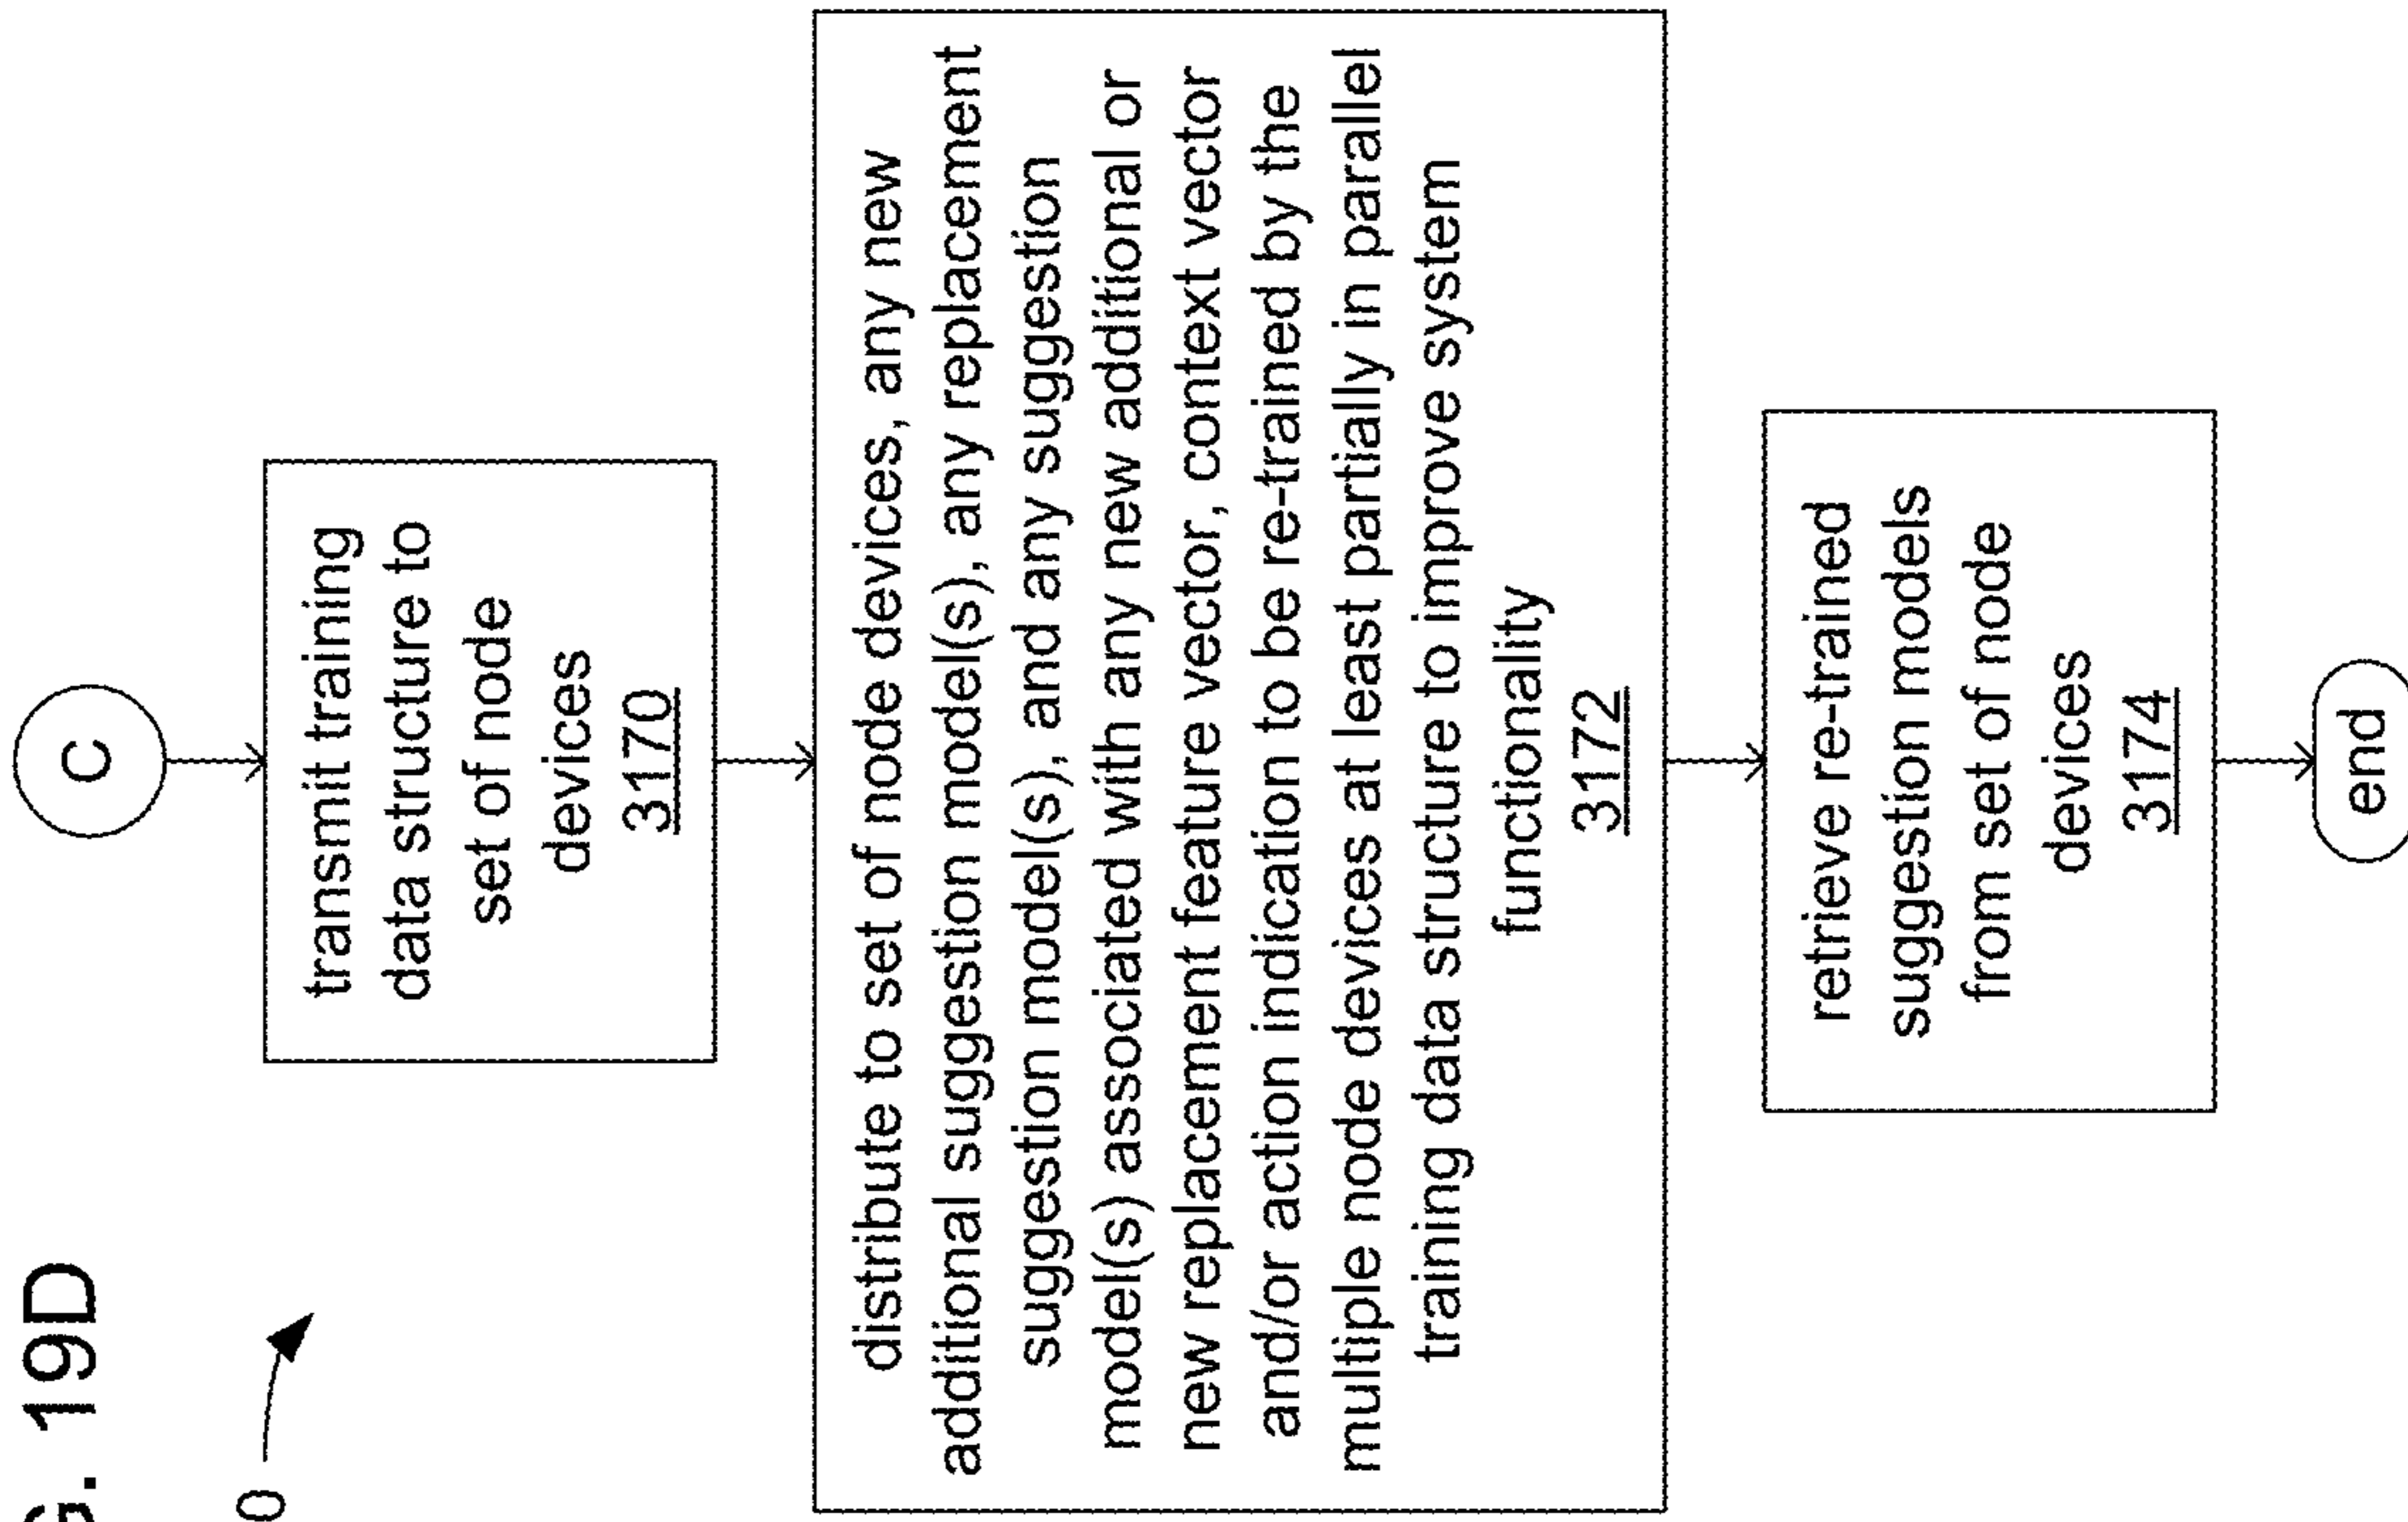 G. 19D
0
C
transmit training
data structure to
set of node
devices
3170
distribute to set of node devices, any new
additional suggestion model(s), any replacement
suggestion model(s), and any suggestion
model(s) associated with any new additional or
new replacement feature vector, context vector
and/or action indication to be re-trained by the
multiple node devices at least partially in parallel
training data structure to improve system
functionality
3172
retrieve re-trained
suggestion models
from set of node
devices
3174
end